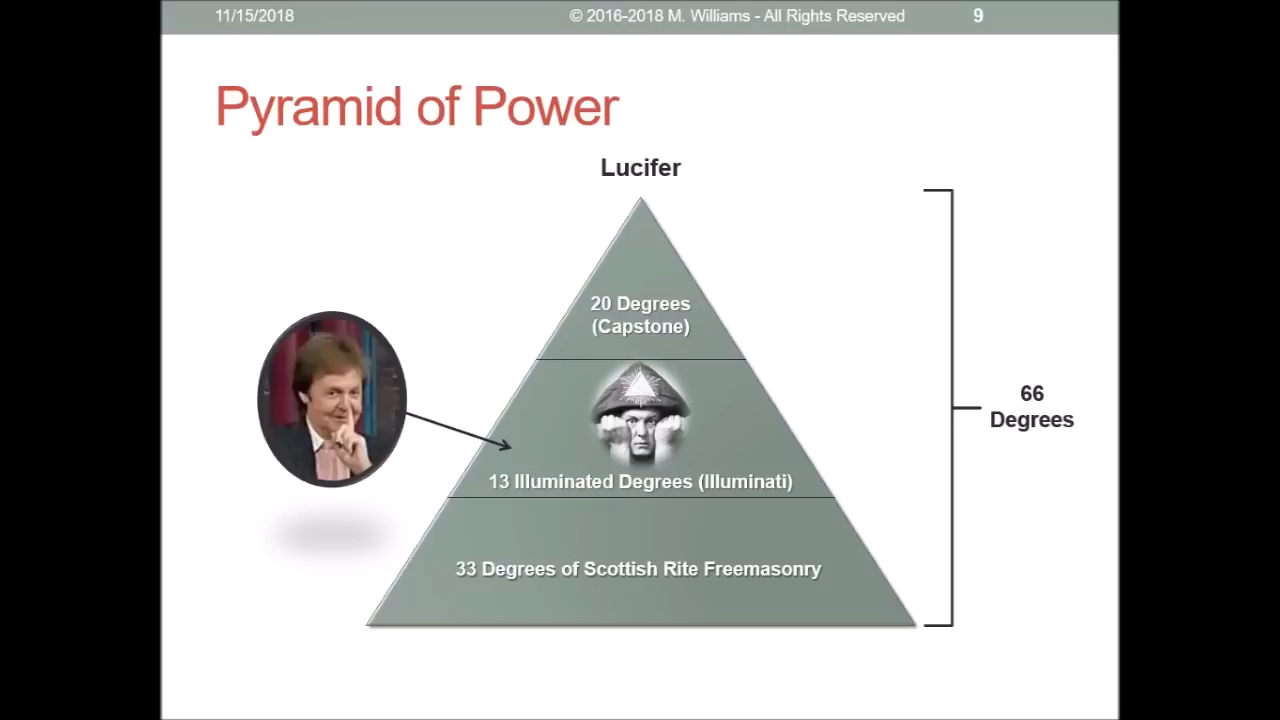 11/15/2018
© 2016-2018 M. Williams - All Rights Reserved
9
Pyramid of Power
Lucifer
20 Degrees
(Capstone)
66
Degrees
13 Illuminated Degrees (Illuminati)
33 Degrees of Scottish Rite Freemasonry